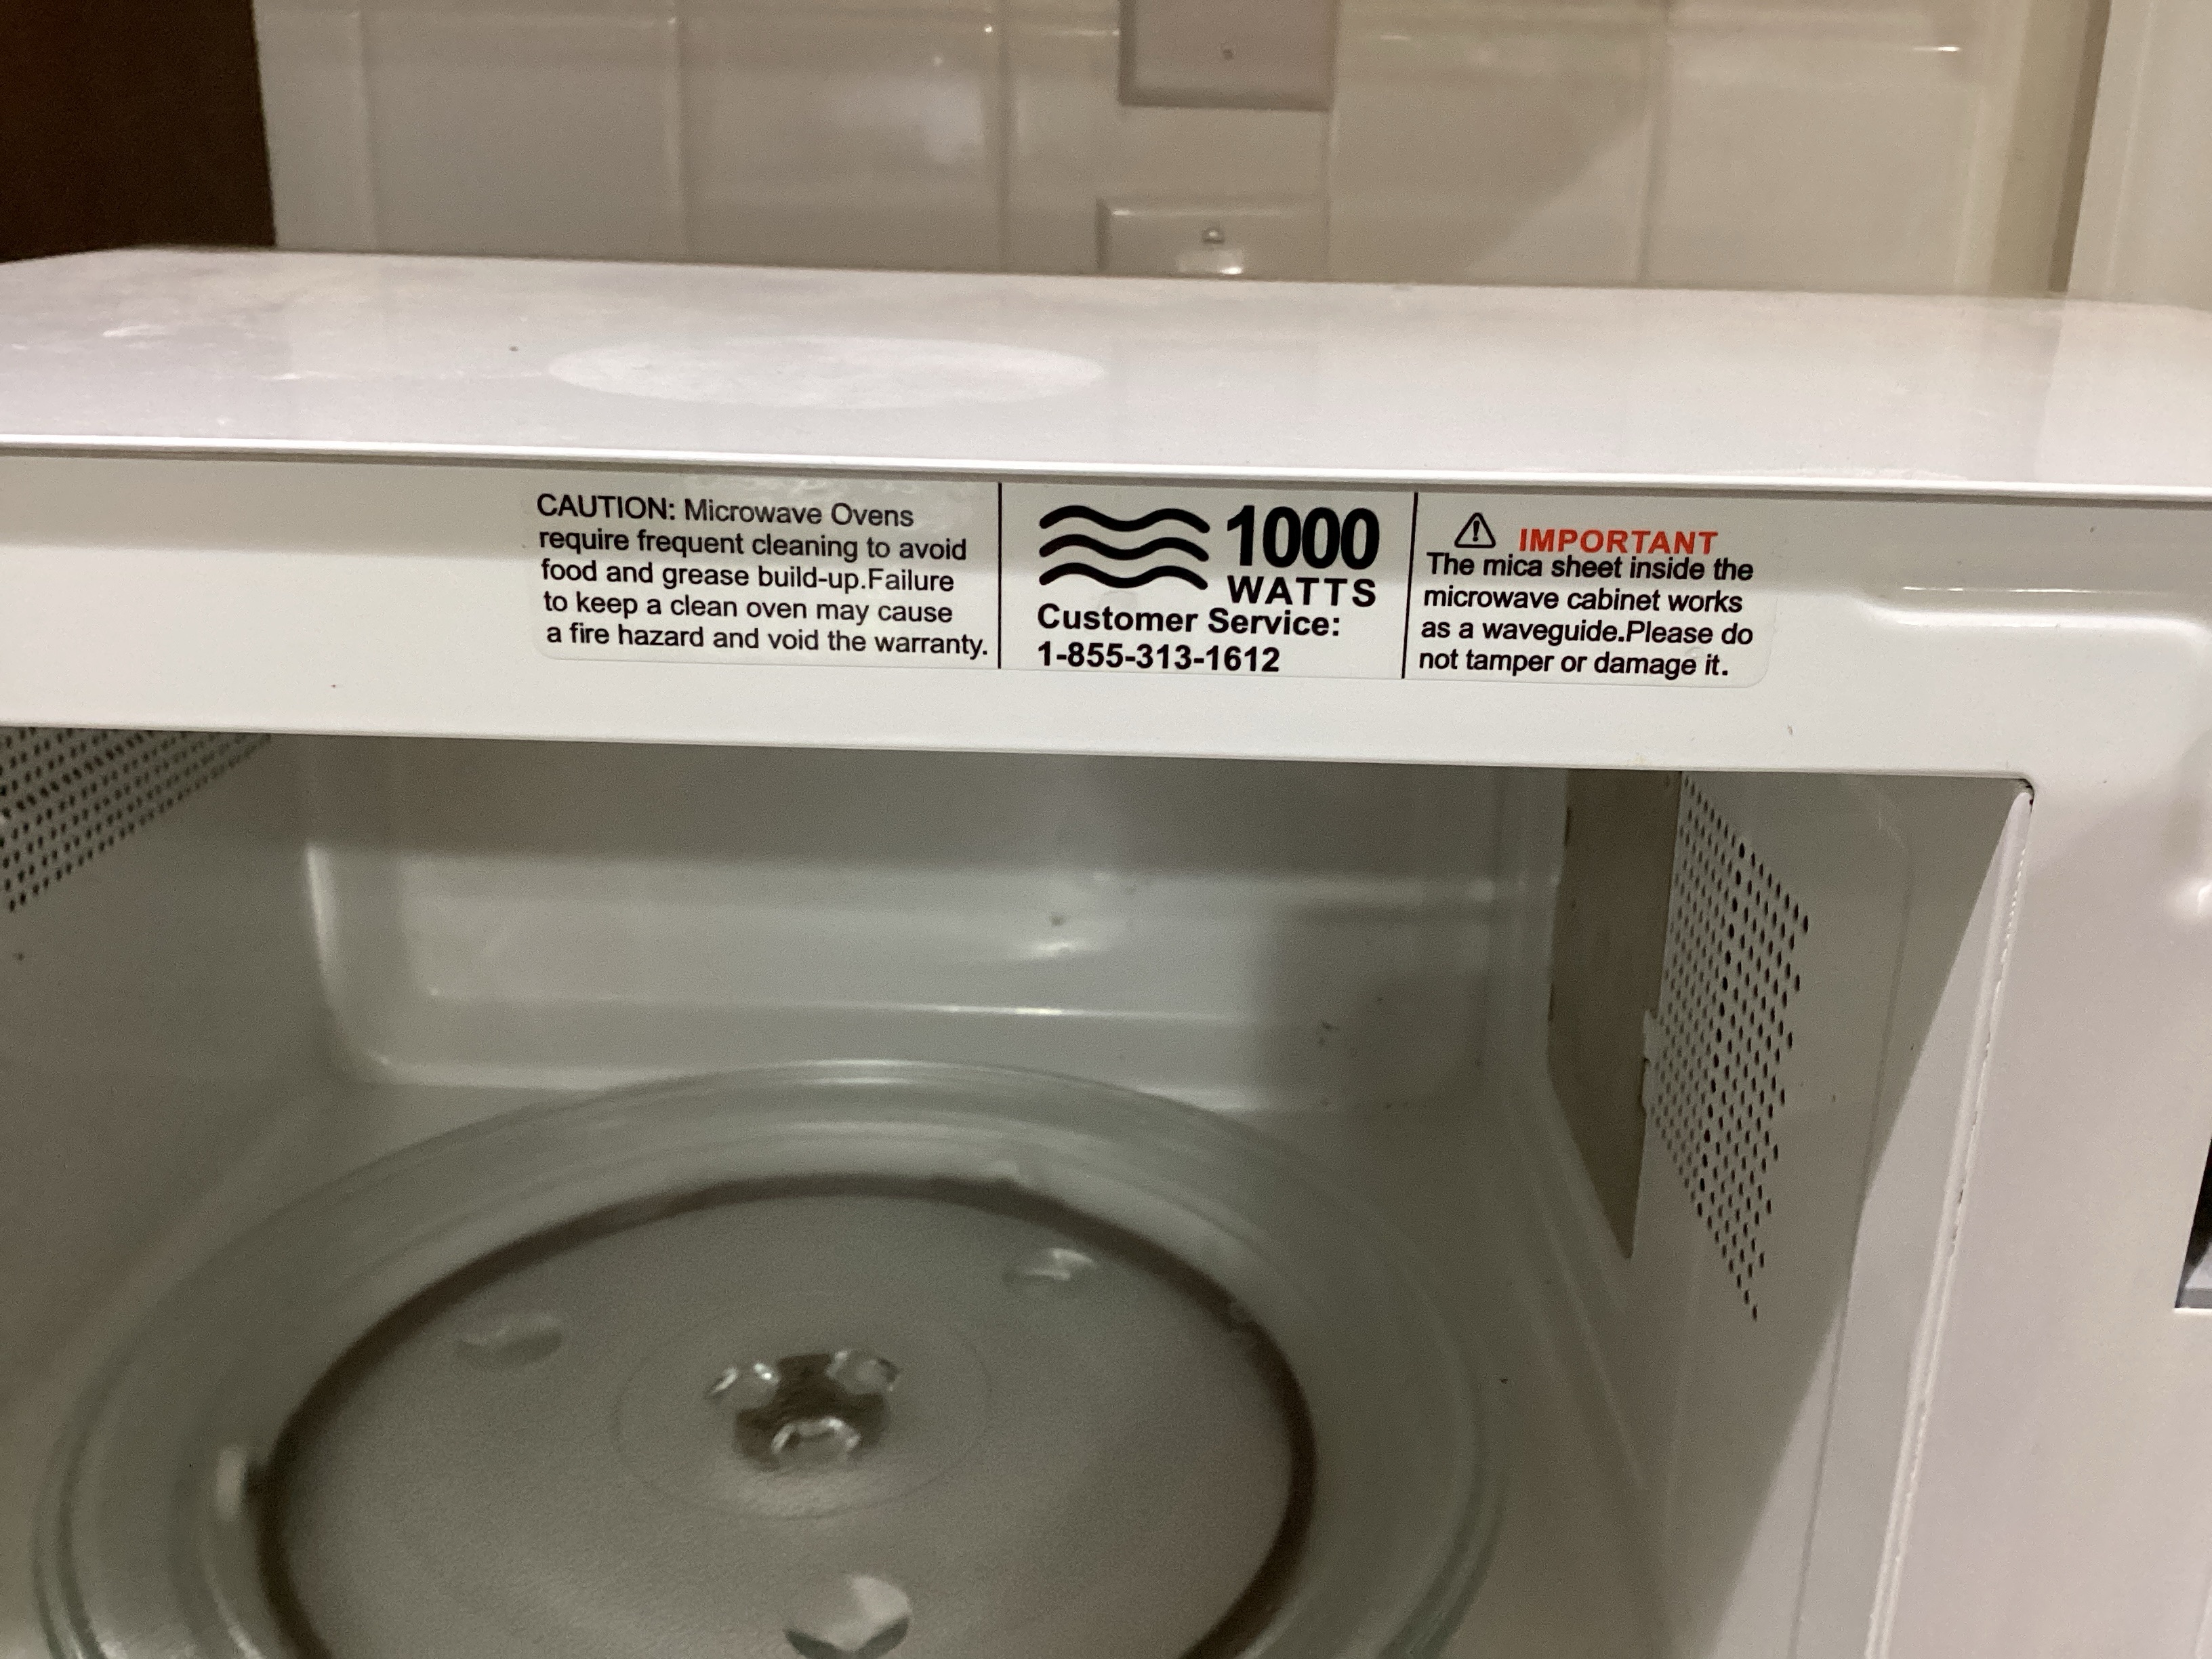 CAUTION: Microwave Ovens
require frequent cleaning to avoid
food and grease build-up.Failure
to keep a clean oven may cause
a fire hazard and void the warranty.
1000
WATTS
Customer Service:
1-855-313-1612
IMPORTANT
The mica sheet inside the
microwave cabinet works
as a waveguide.Please do
not tamper or damage it.